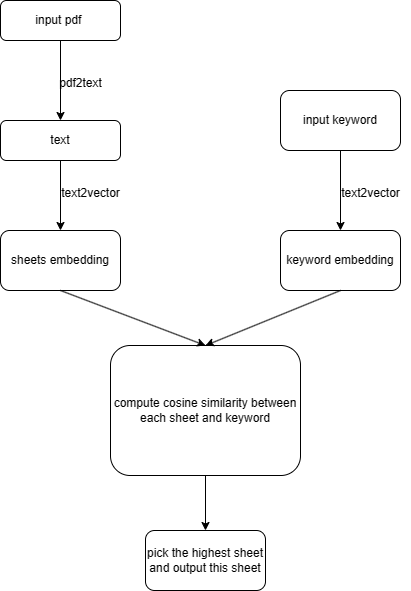 input pdf
pdf2text
input keyword
text
text2vector
text2vector
sheets embedding
keyword embedding
compute cosine similarity between
each sheet and keyword
pick the highest sheet
and output this sheet